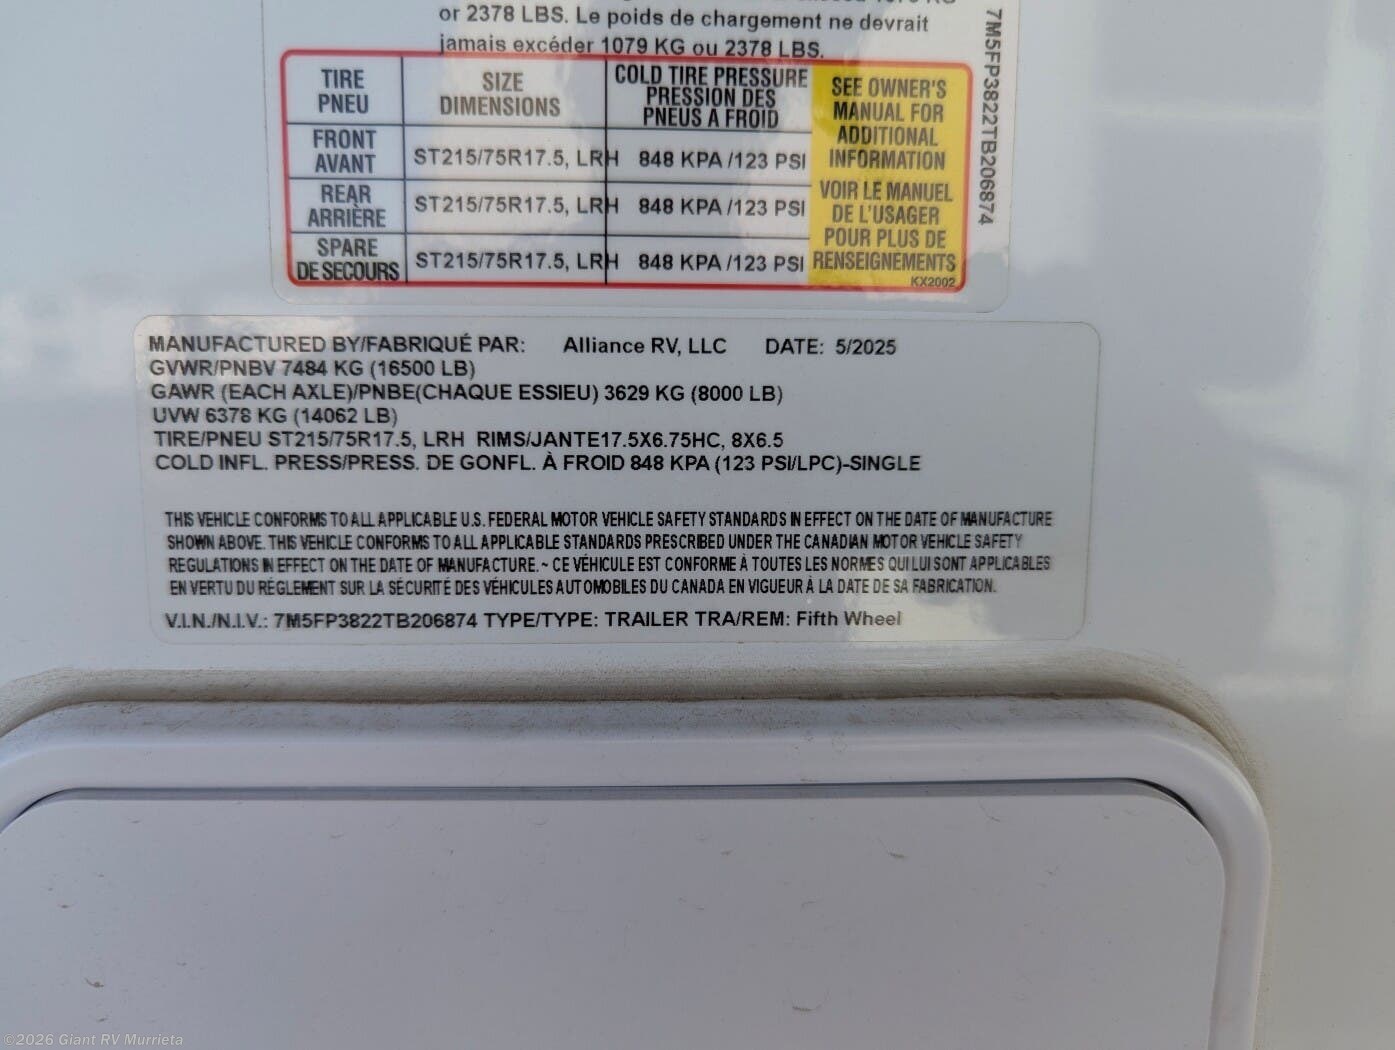 or 2378 LBS. Le poids de chargement ne devrait
jamais excéder 1079 KG ou 2378 LBS.
TIRE
PNEU
SIZE
DIMENSIONS
COLD TIRE PRESSURE
PRESSION DES
PNEUS A FROID
FRONT
AVANT
ST215/75R17.5, LRH
848 KPA /123 PSI
REAR
ARRIÈRE
ST215/75R17.5, LRH
848 KPA /123 PSI
SPARE
DE SECOURS
ST215/75R17.5, LRH
848 KPA /123 PSI
SEE OWNER'S
MANUAL FOR
ADDITIONAL
INFORMATION
VOIR LE MANUEL
DE L'USAGER
POUR PLUS DE
RENSEIGNEMENTS
KX2002
7M5FP3822TB206874
MANUFACTURED BY/FABRIQUÉ PAR: Alliance RV, LLC DATE: 5/2025
GVWR/PNBV 7484 KG (16500 LB)
GAWR (EACH AXLE)/PNBE(CHAQUE ESSIEU) 3629 KG (8000 LB)
UVW 6378 KG (14062 LB)
TIRE/PNEU ST215/75R17.5, LRH RIMS/JANTE17.5X6.75HC, 8X6.5
COLD INFL. PRESS/PRESS. DE GONFL. À FROID 848 KPA (123 PSI/LPC)-SINGLE
THIS VEHICLE CONFORMS TO ALL APPLICABLE U.S. FEDERAL MOTOR VEHICLE SAFETY STANDARDS IN EFFECT ON THE DATE OF MANUFACTURE
SHOWN ABOVE. THIS VEHICLE CONFORMS TO ALL APPLICABLE STANDARDS PRESCRIBED UNDER THE CANADIAN MOTOR VEHICLE SAFETY
REGULATIONS IN EFFECT ON THE DATE OF MANUFACTURE. ~ CE VÉHICULE EST CONFORME À TOUTES LES NORMES QUI LUI SONT APPLICABLES
EN VERTU DU RÉGLEMENT SUR LA SÉCURITÉ DES VÉHICULES AUTOMOBILES DU CANADA EN VIGUEUR À LA DATE DE SA FABRICATION.
V.I.N./N.I.V.: 7M5FP3822TB206874 TYPE/TYPE: TRAILER TRA/REM: Fifth Wheel
©2026 Giant RV Murrieta